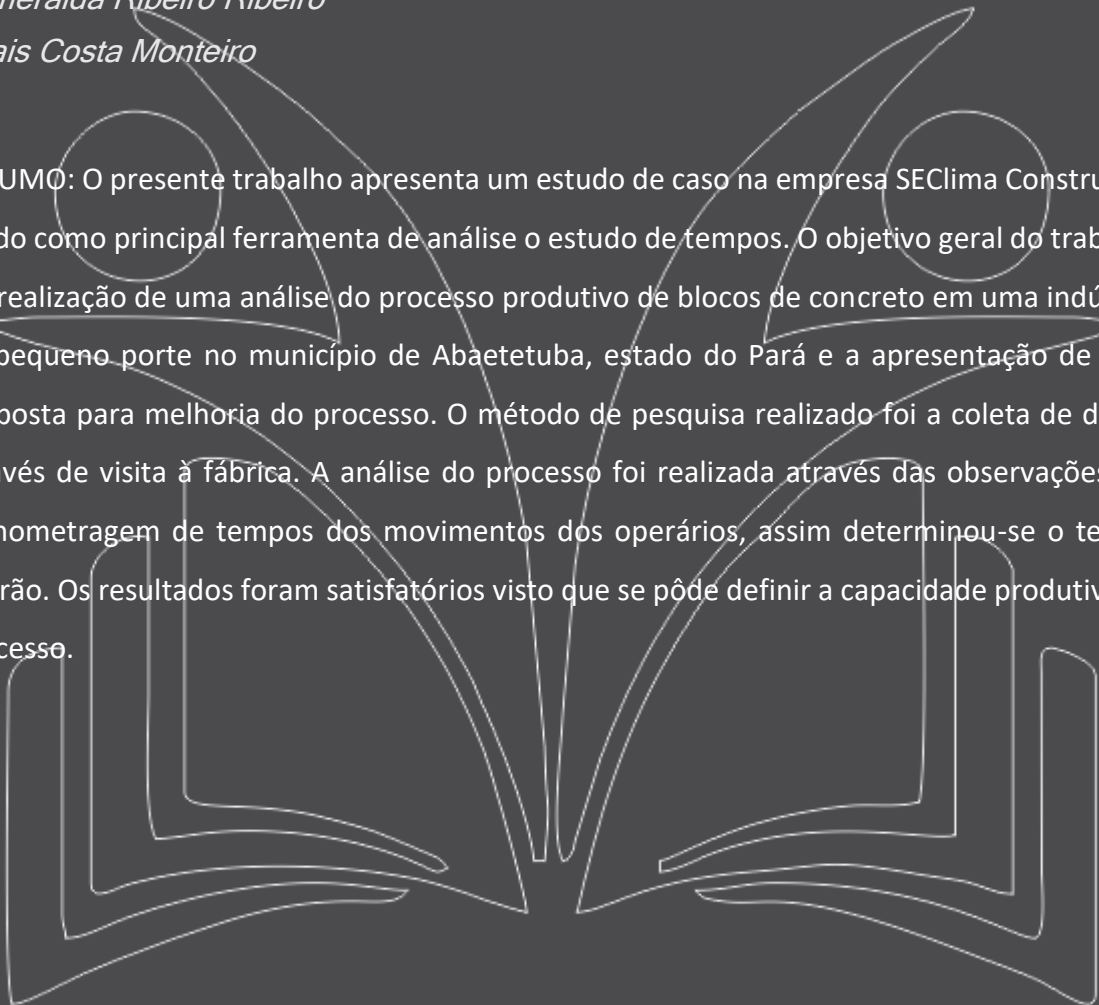 neralda Ribeiro Ribeiro
ais Costa Monteiro
UMO: O presente trabalho apresenta um estudo de caso na empresa SEClima Constru
do como principal ferramenta de análise o estudo de tempos. O objetivo geral do trab
realização de uma análise do processo produtivo de blocos de concreto em uma indú
pequeno porte no município de Abaetetuba, estado do Pará e a apresentação de
posta para melhoria do processo. O método de pesquisa realizado foi a coleta de d
avés de visita à fábrica. A análise do processo foi realizada através das observações
nometragem de tempos dos movimentos dos operários, assim determinou-se o te
rão. Os resultados foram satisfatórios visto que se pôde definir a capacidade produtiv
cesso.